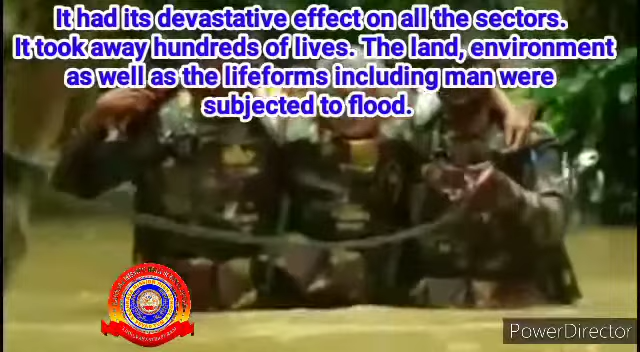 It had its devastative effect on all the sectors.
It took away hundreds of lives. The land, environment
as well as the lifeforms including man were
subjected to flood.
PowerDirector